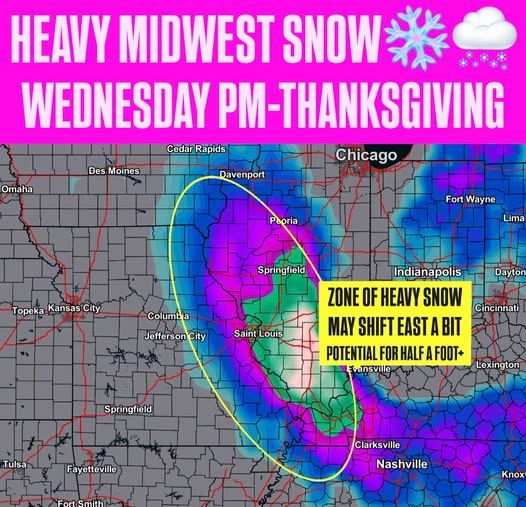 HEAVY MIDWEST SNOW
WEDNESDAY PM-THANKSGIVING
Cedar Rapids
Chicago
Des Moines
Davenport
Omaha
Fort Wayne
Lima
Peoria
Springfield
Indianapolis
Dayton
ZONE OF HEAVY SNOW
MAY SHIFT EAST A BIT
POTENTIAL FOR HALF A FOOT+
Topeka
Kansas City
Columbia
Cincinnati
Jefferson City
Saint Louis
Evansville
Lexington
Springfield
Clarksville
Tulsa
Fayetteville
Nashville
Knox
Fort Smith